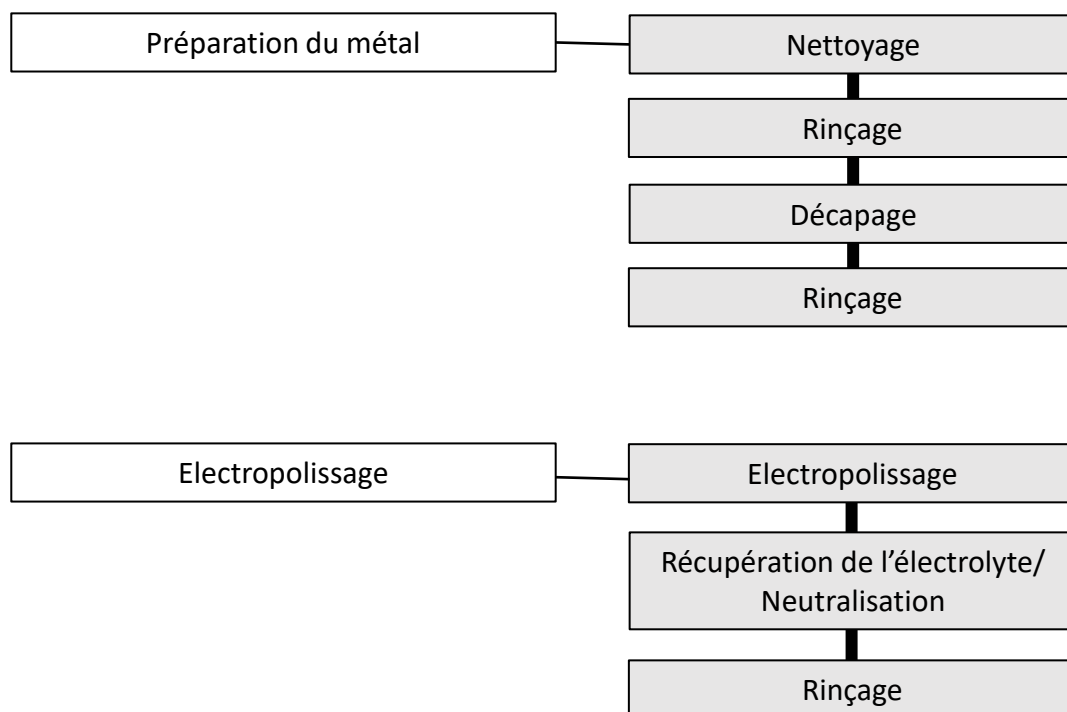 Préparation du métal
Nettoyage
Rinçage
Décapage
Rinçage
Electropolissage
Electropolissage
Récupération de l’électrolyte/
Neutralisation
Rinçage